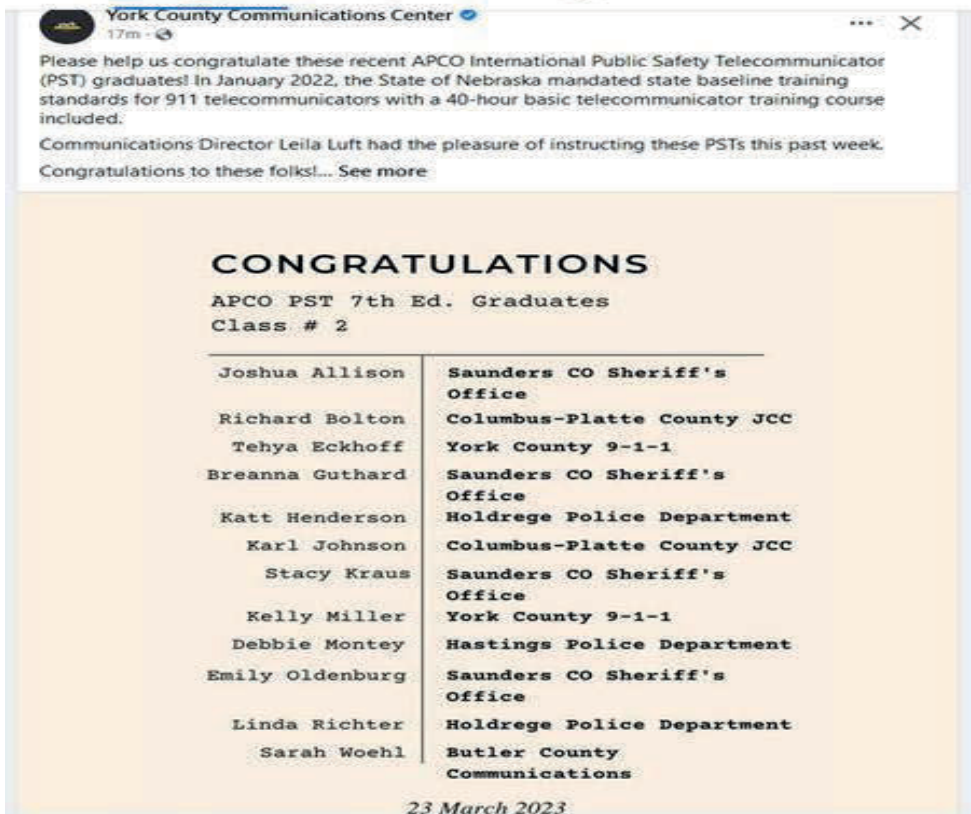 York County Communications Center
17m
Please help us congratulate these recent APCO International Public Safety Telecommunicator
(PST) graduates! In January 2022, the State of Nebraska mandated state baseline training
standards for 911 telecommunicators with a 40-hour basic telecommunicator training course
included.
Communications Director Leila Luft had the pleasure of instructing these PSTs this past week.
Congratulations to these folks!... See more
CONGRATULATIONS
APCO PST 7th Ed. Graduates
Class # 2
Joshua Allison Saunders CO Sheriff's
Office
Richard Bolton Columbus-Platte County JCC
Tehya Eckhoff York County 9-1-1
Breanna Guthard Saunders CO Sheriff's
Office
Katt Henderson Holdrege Police Department
Karl Johnson Columbus-Platte County JCC
Stacy Kraus Saunders CO Sheriff's
Office
Kelly Miller York County 9-1-1
Debbie Montey Hastings Police Department
Emily Oldenburg Saunders CO Sheriff's
Office
Linda Richter Holdrege Police Department
Sarah Woehl Butler County
Communications
23 March 2023